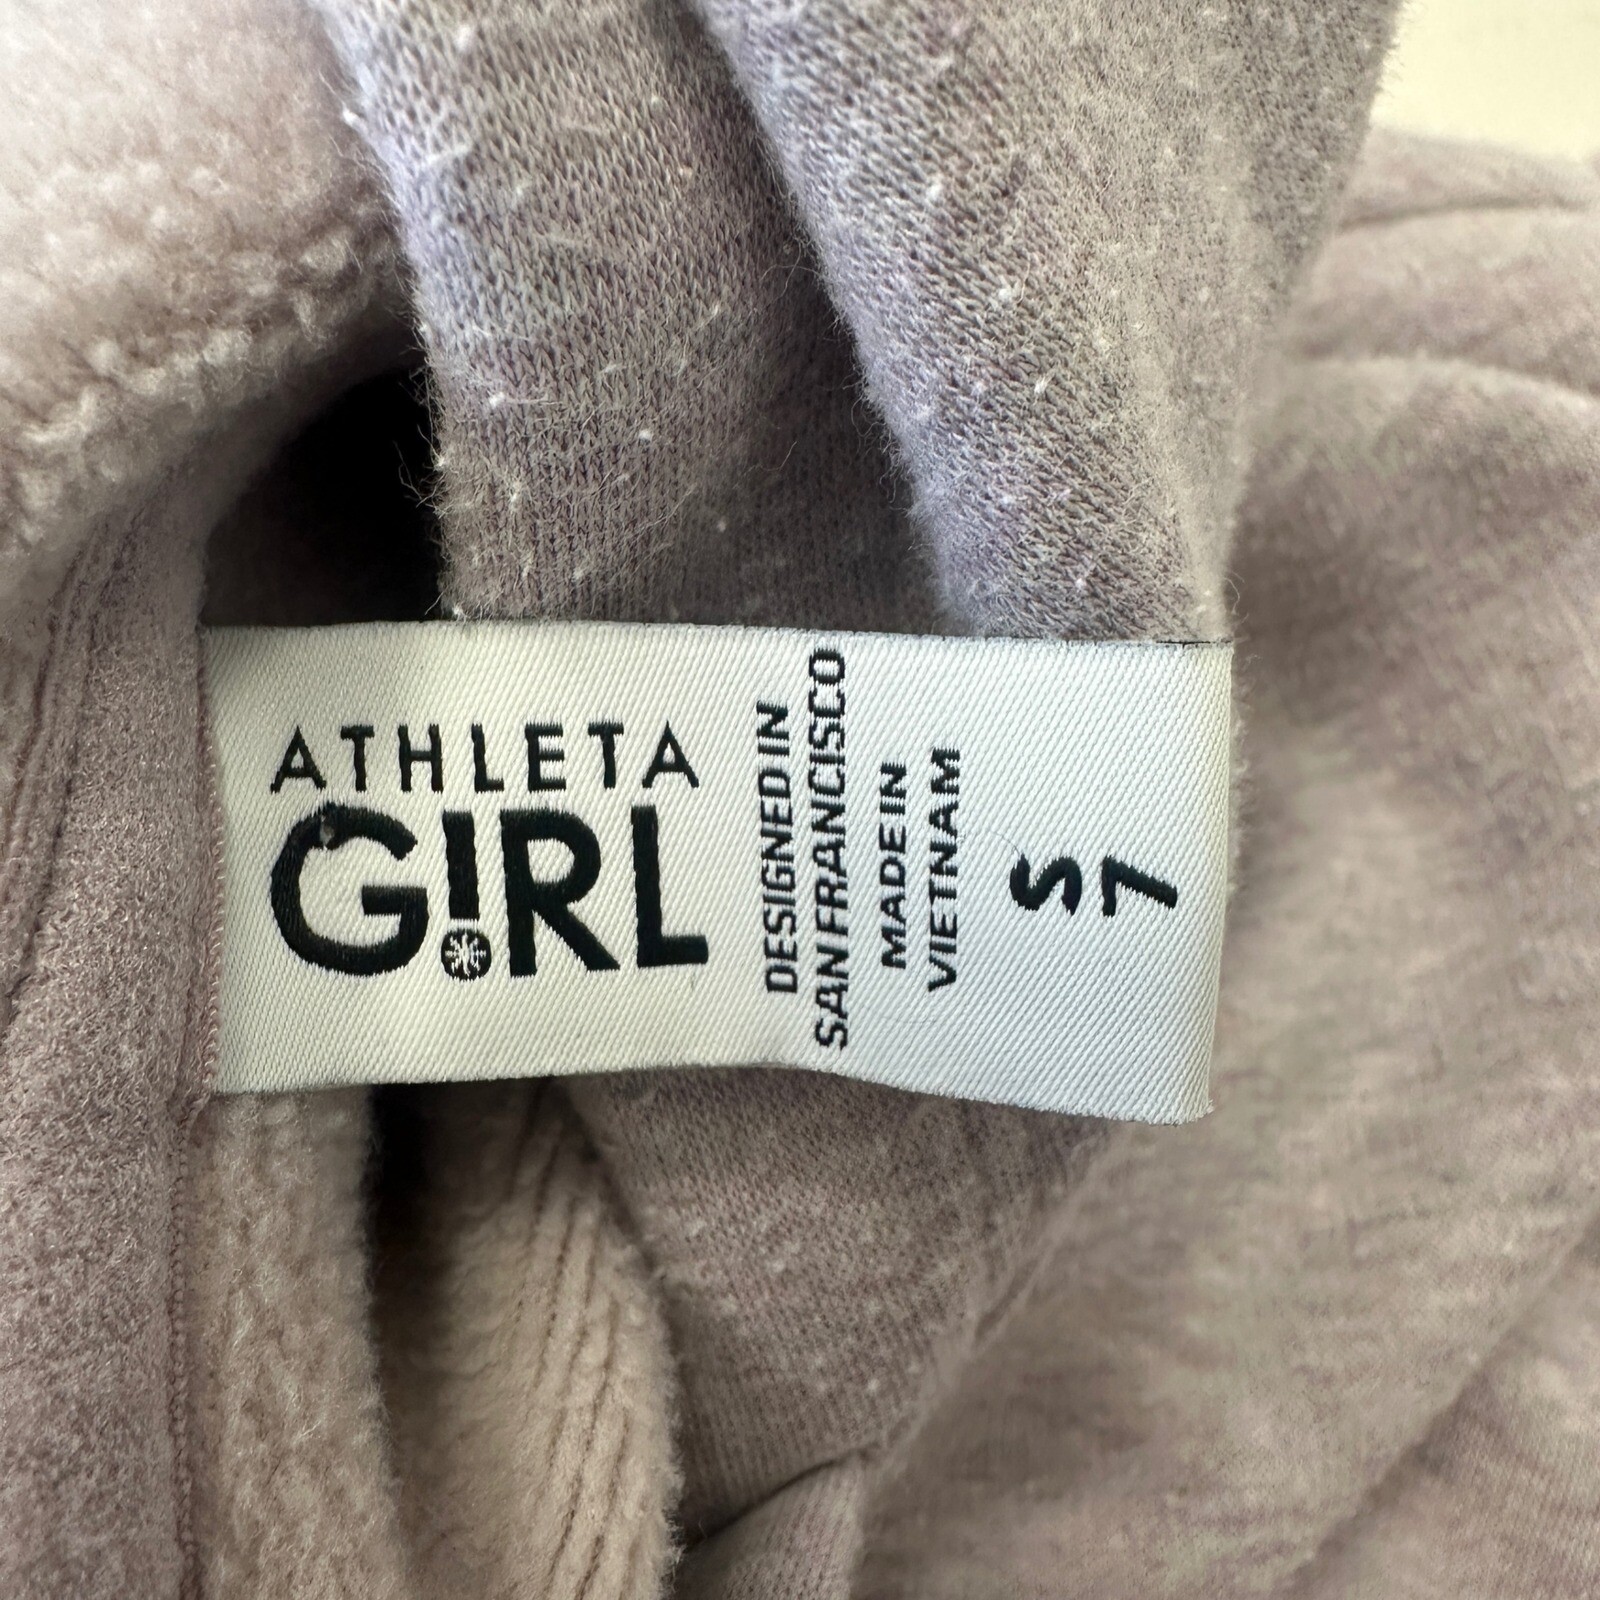 ATHLETA
G!RL
DESIGNED IN
SAN FRANCISCO
MADE IN
VIETNAM
S
7